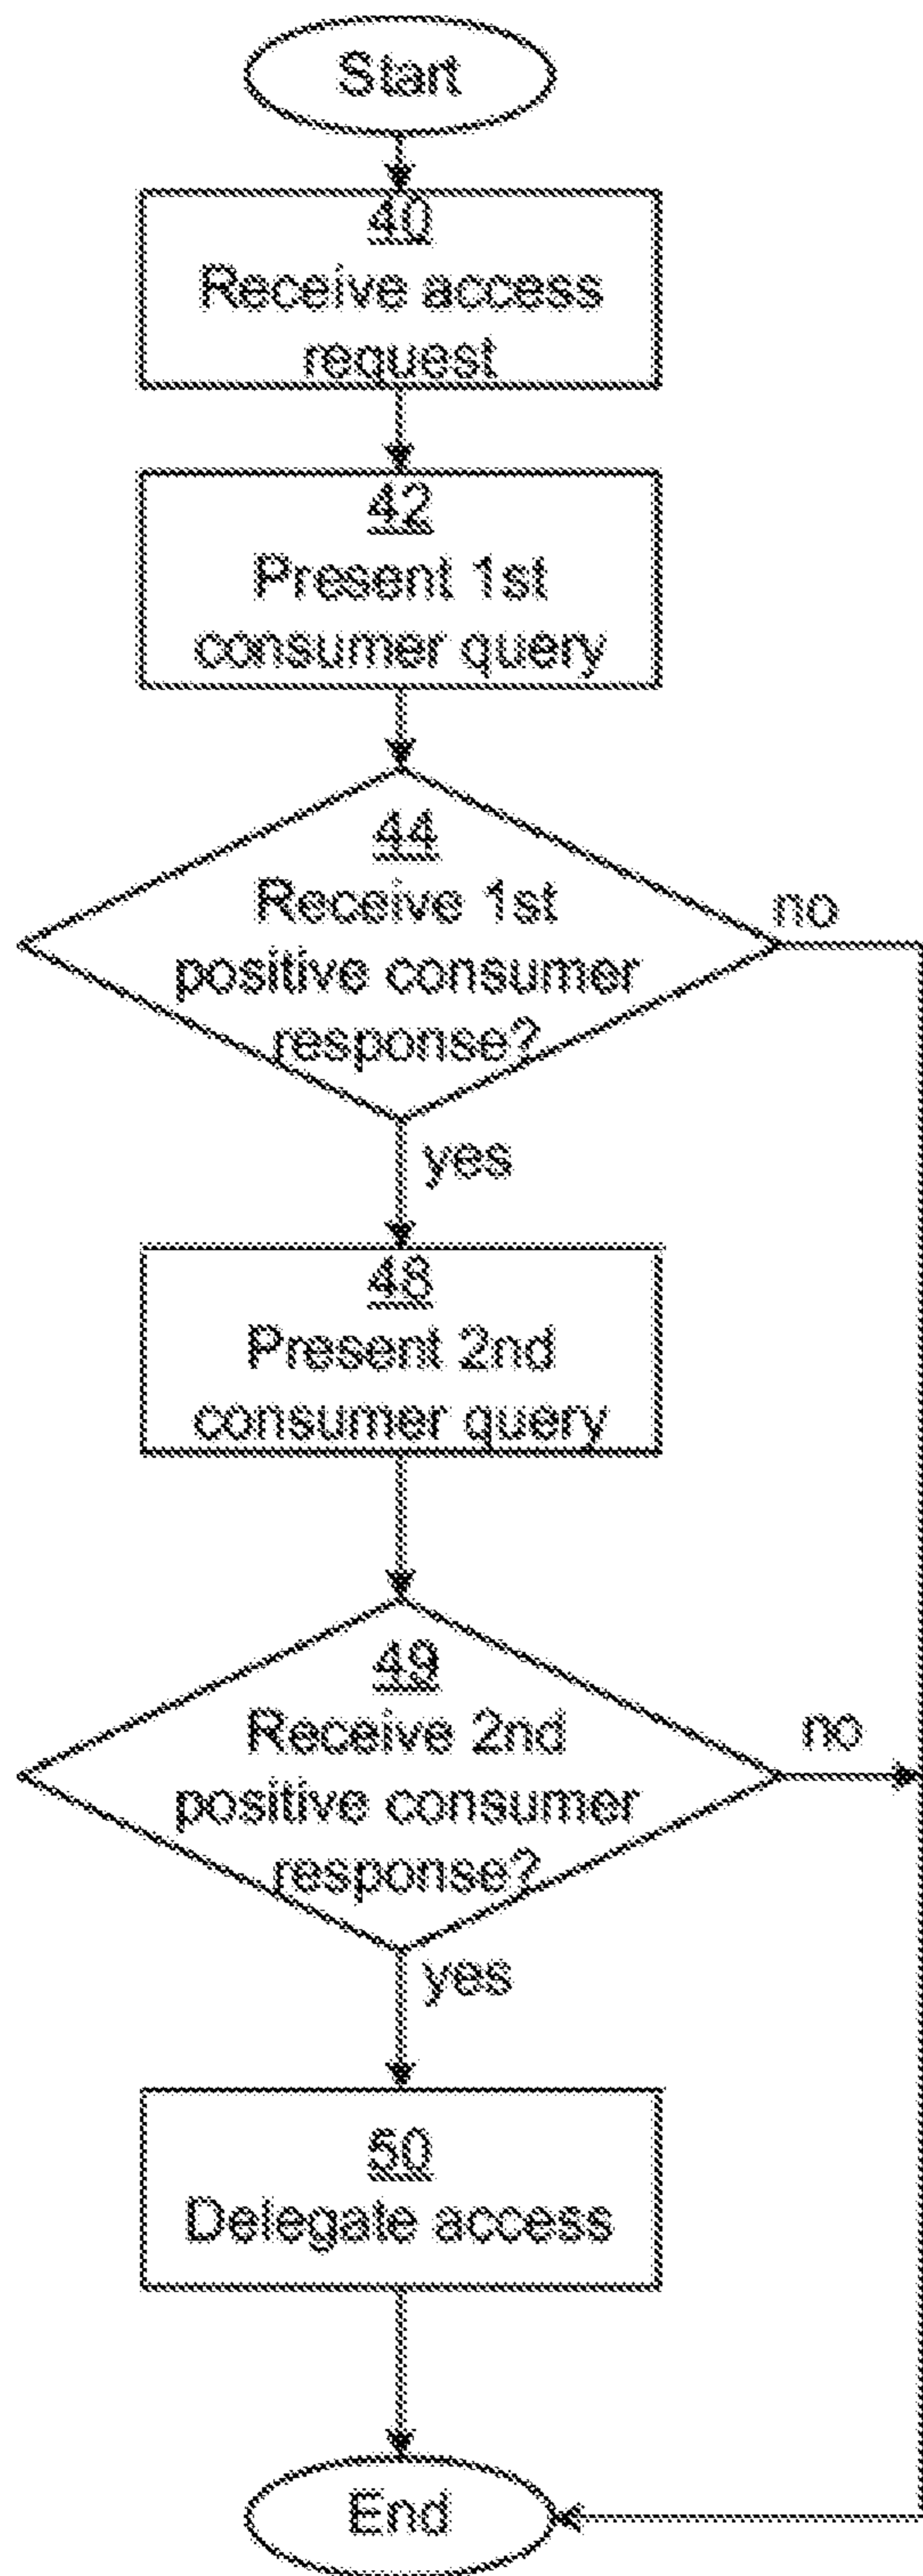 Start
40
Receive access
request
42
Present 1st
consumer query
44
Receive 1st
positive consumer
response?
no
yes
48
Present 2nd
consumer query
49
Receive 2nd
positive consumer
response?
no
yes
50
Delegate access
End